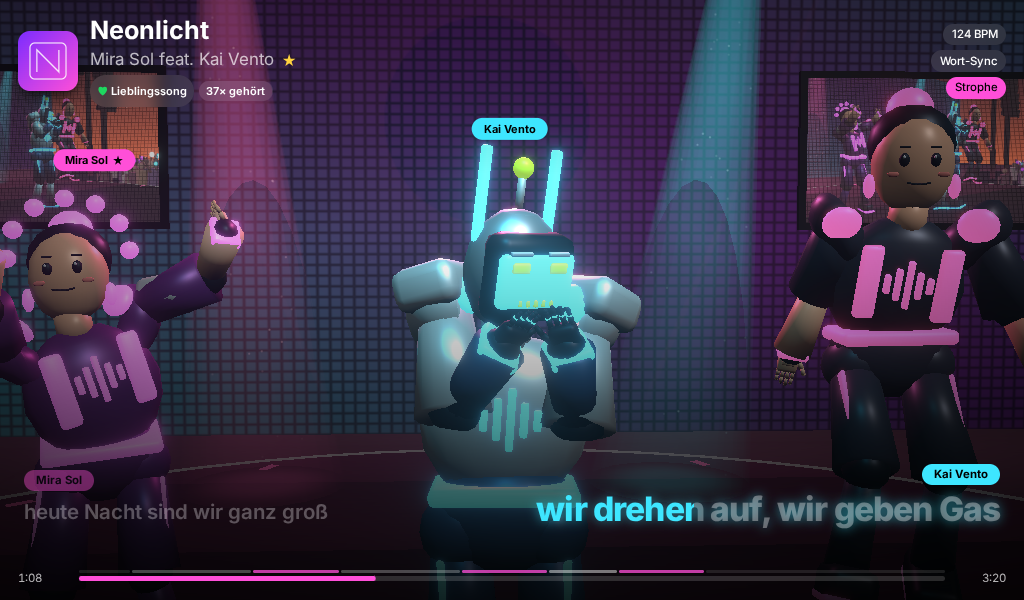 N
Neonlicht
Mira Sol feat. Kai Vento ★
♥ Lieblingssong
37× gehört
124 BPM
Wort-Sync
Strophe
Kai Vento
Mira Sol ★
Mira Sol
heute Nacht sind wir ganz groß
Kai Vento
wir drehen auf, wir geben Gas
1:08
3:20